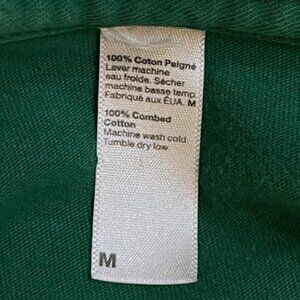 100% Coton Peigné
Laver machine
eau froide. Sécher
machine basse temp.
Fabriqué aux ÉUA. M
100% Combed
Cotton
Machine wash cold
Tumble dry low.
M